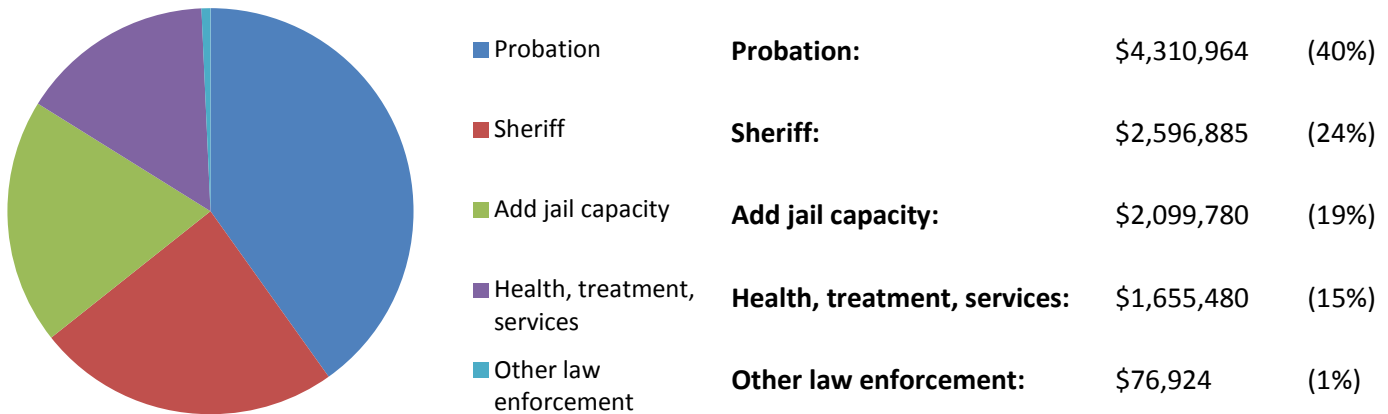 Probation
Probation: $4,310,964 (40%)
Sheriff
Sheriff: $2,596,885 (24%)
Add jail capacity
Add jail capacity: $2,099,780 (19%)
Health, treatment,
services
Health, treatment, services: $1,655,480 (15%)
Other law
enforcement
Other law enforcement: $76,924 (1%)